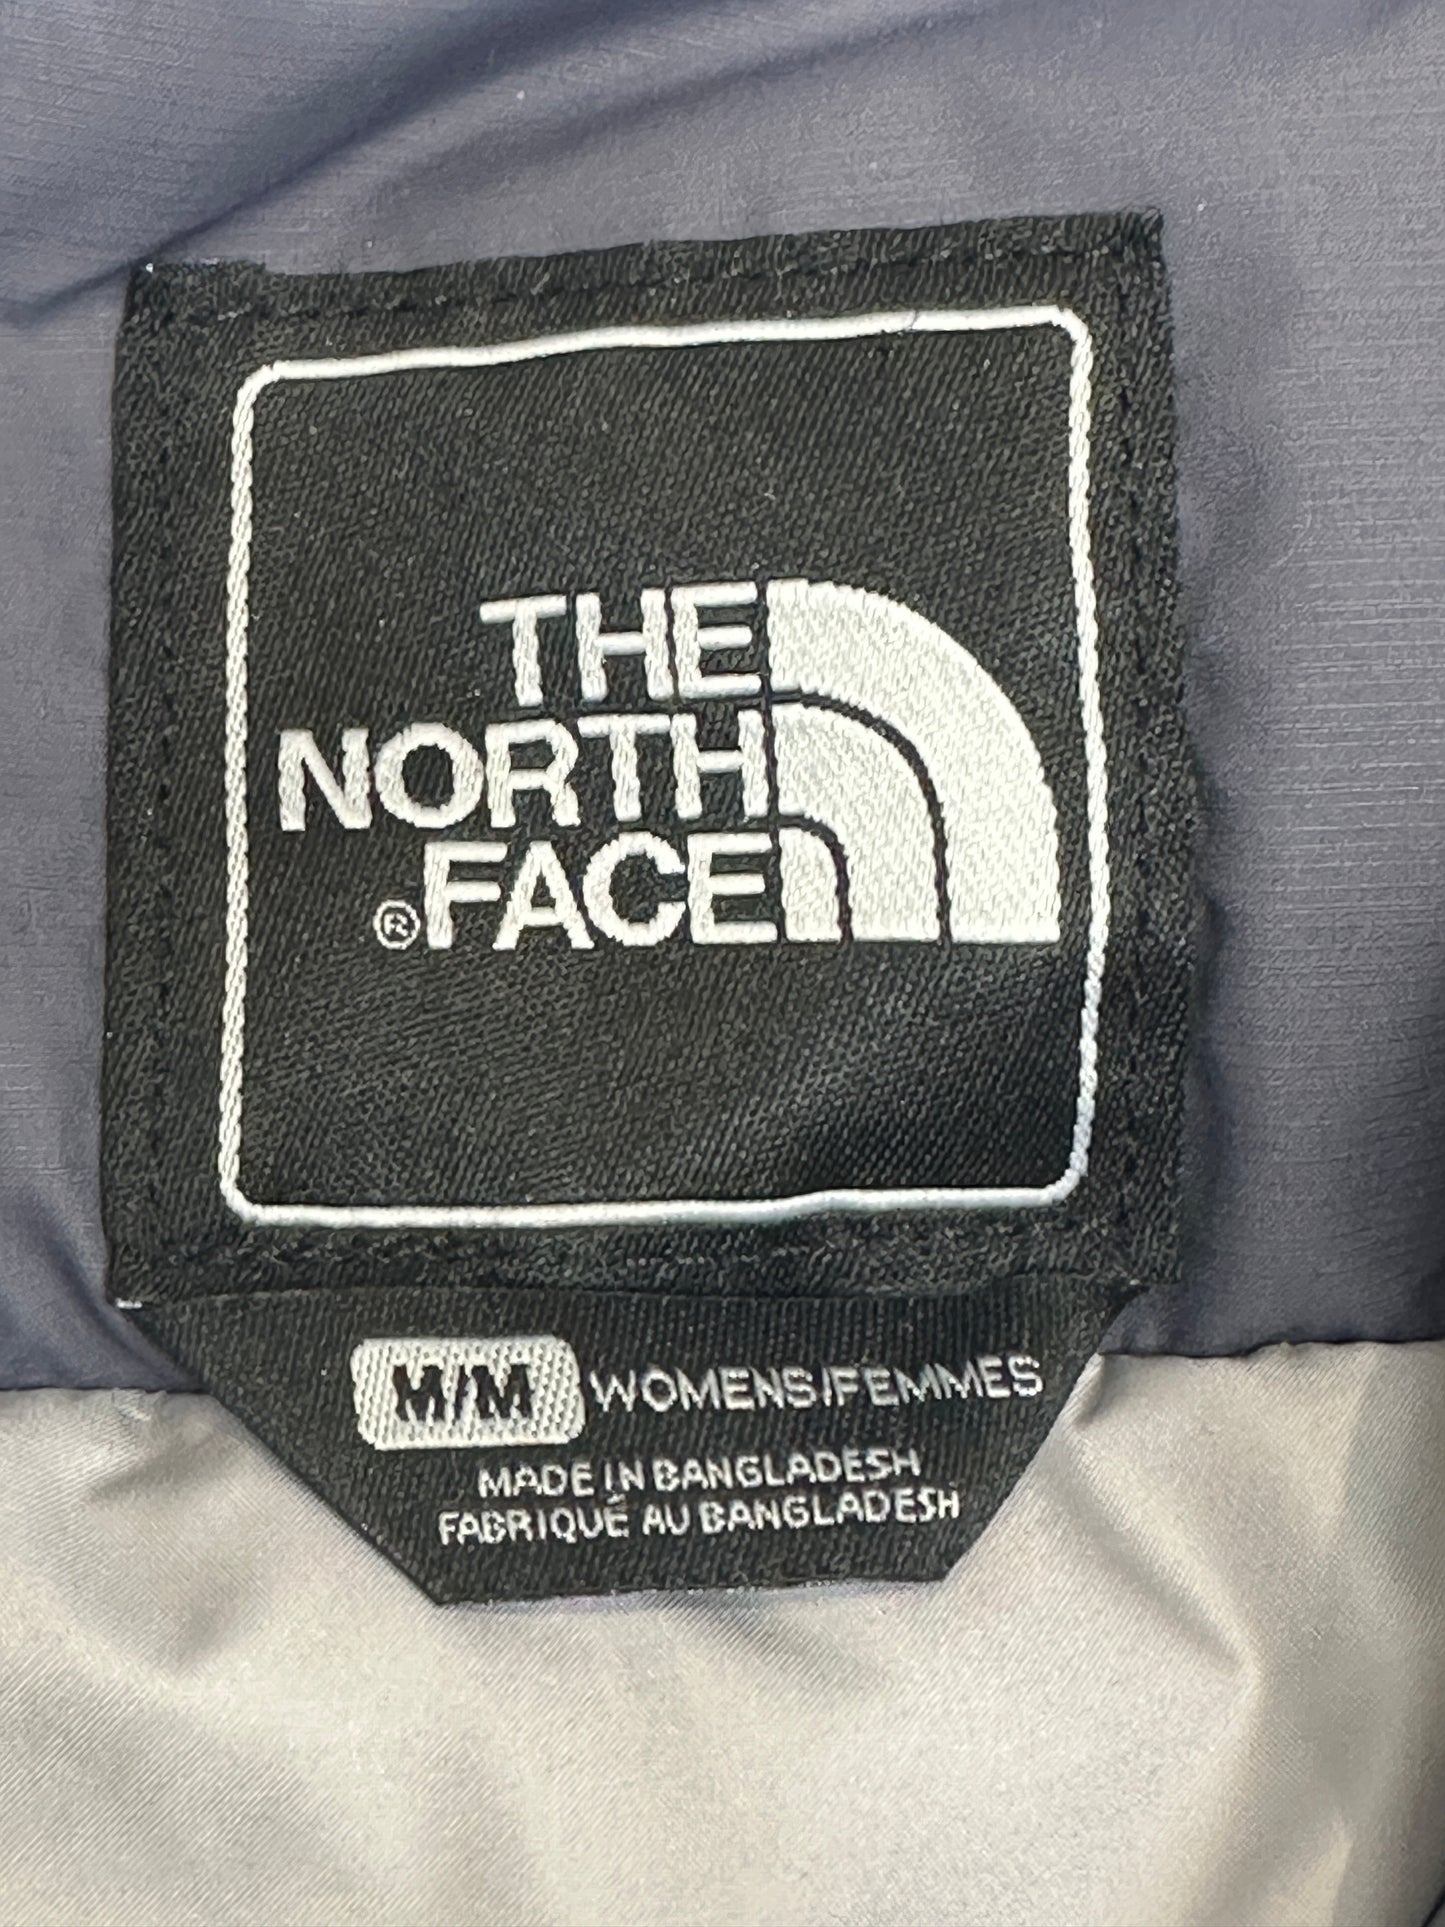 THE
NORTH
®FACE
M/M WOMENS/FEMMES
MADE IN BANGLADESH
FABRIQUÉ AU BANGLADESH